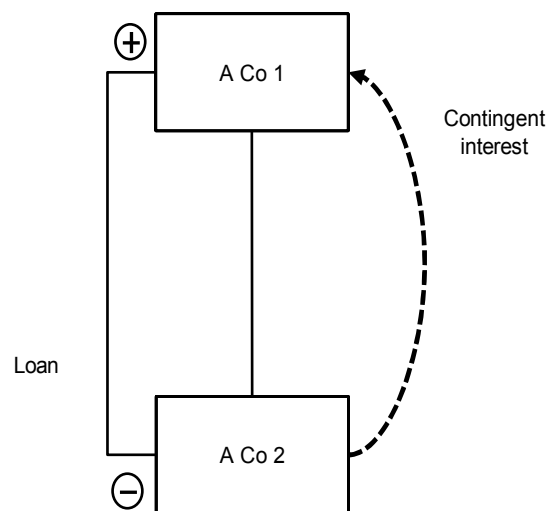 +
A Co 1
Contingent
interest
Loan
A Co 2
−